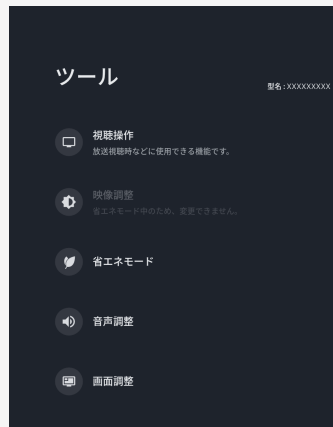 ツール
型名:XXXXXXXXX
視聴操作
放送視聴時などに使用できる機能です。
映像調整
省エネモード中のため、変更できません。
省エネモード
音声調整
画面調整